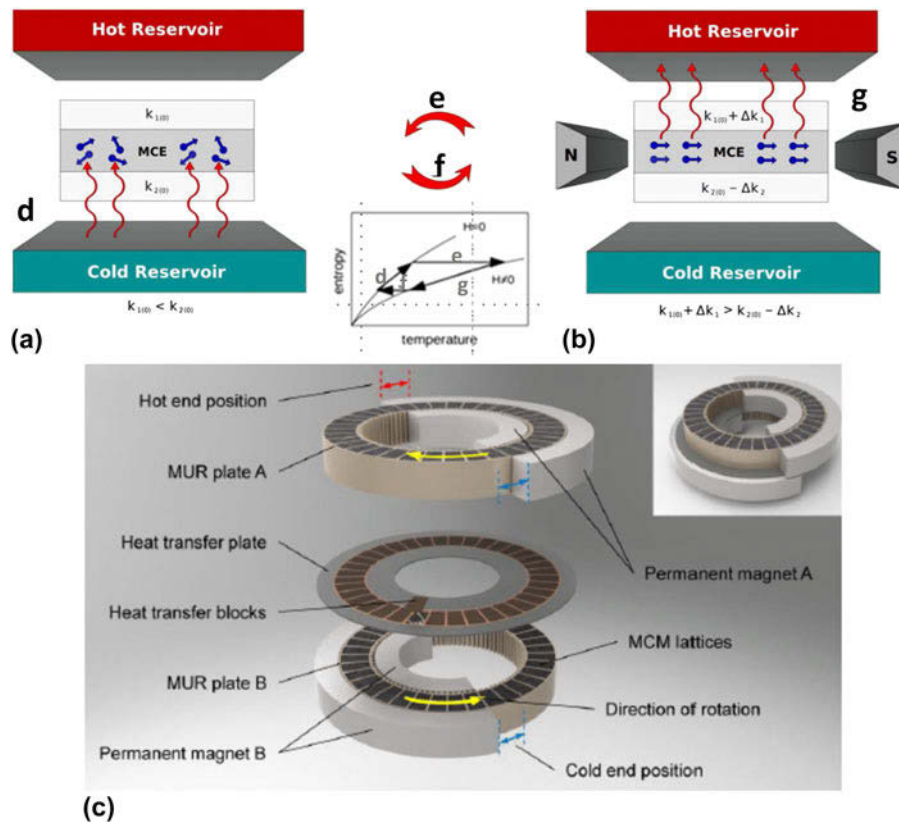 Hot Reservoir
k1(0)
MCE
k2(0)
d
Cold Reservoir
k1(0) < k2(0)
(a)
e
f
entropy
H=0
d
e
f
g
H≠0
temperature
Hot Reservoir
g
k1(0) + Δk1
N
MCE
S
k2(0) − Δk2
Cold Reservoir
k1(0) + Δk1 > k2(0) − Δk2
(b)
Hot end position
MUR plate A
Heat transfer plate
Permanent magnet A
Heat transfer blocks
MCM lattices
MUR plate B
Direction of rotation
Permanent magnet B
Cold end position
(c)